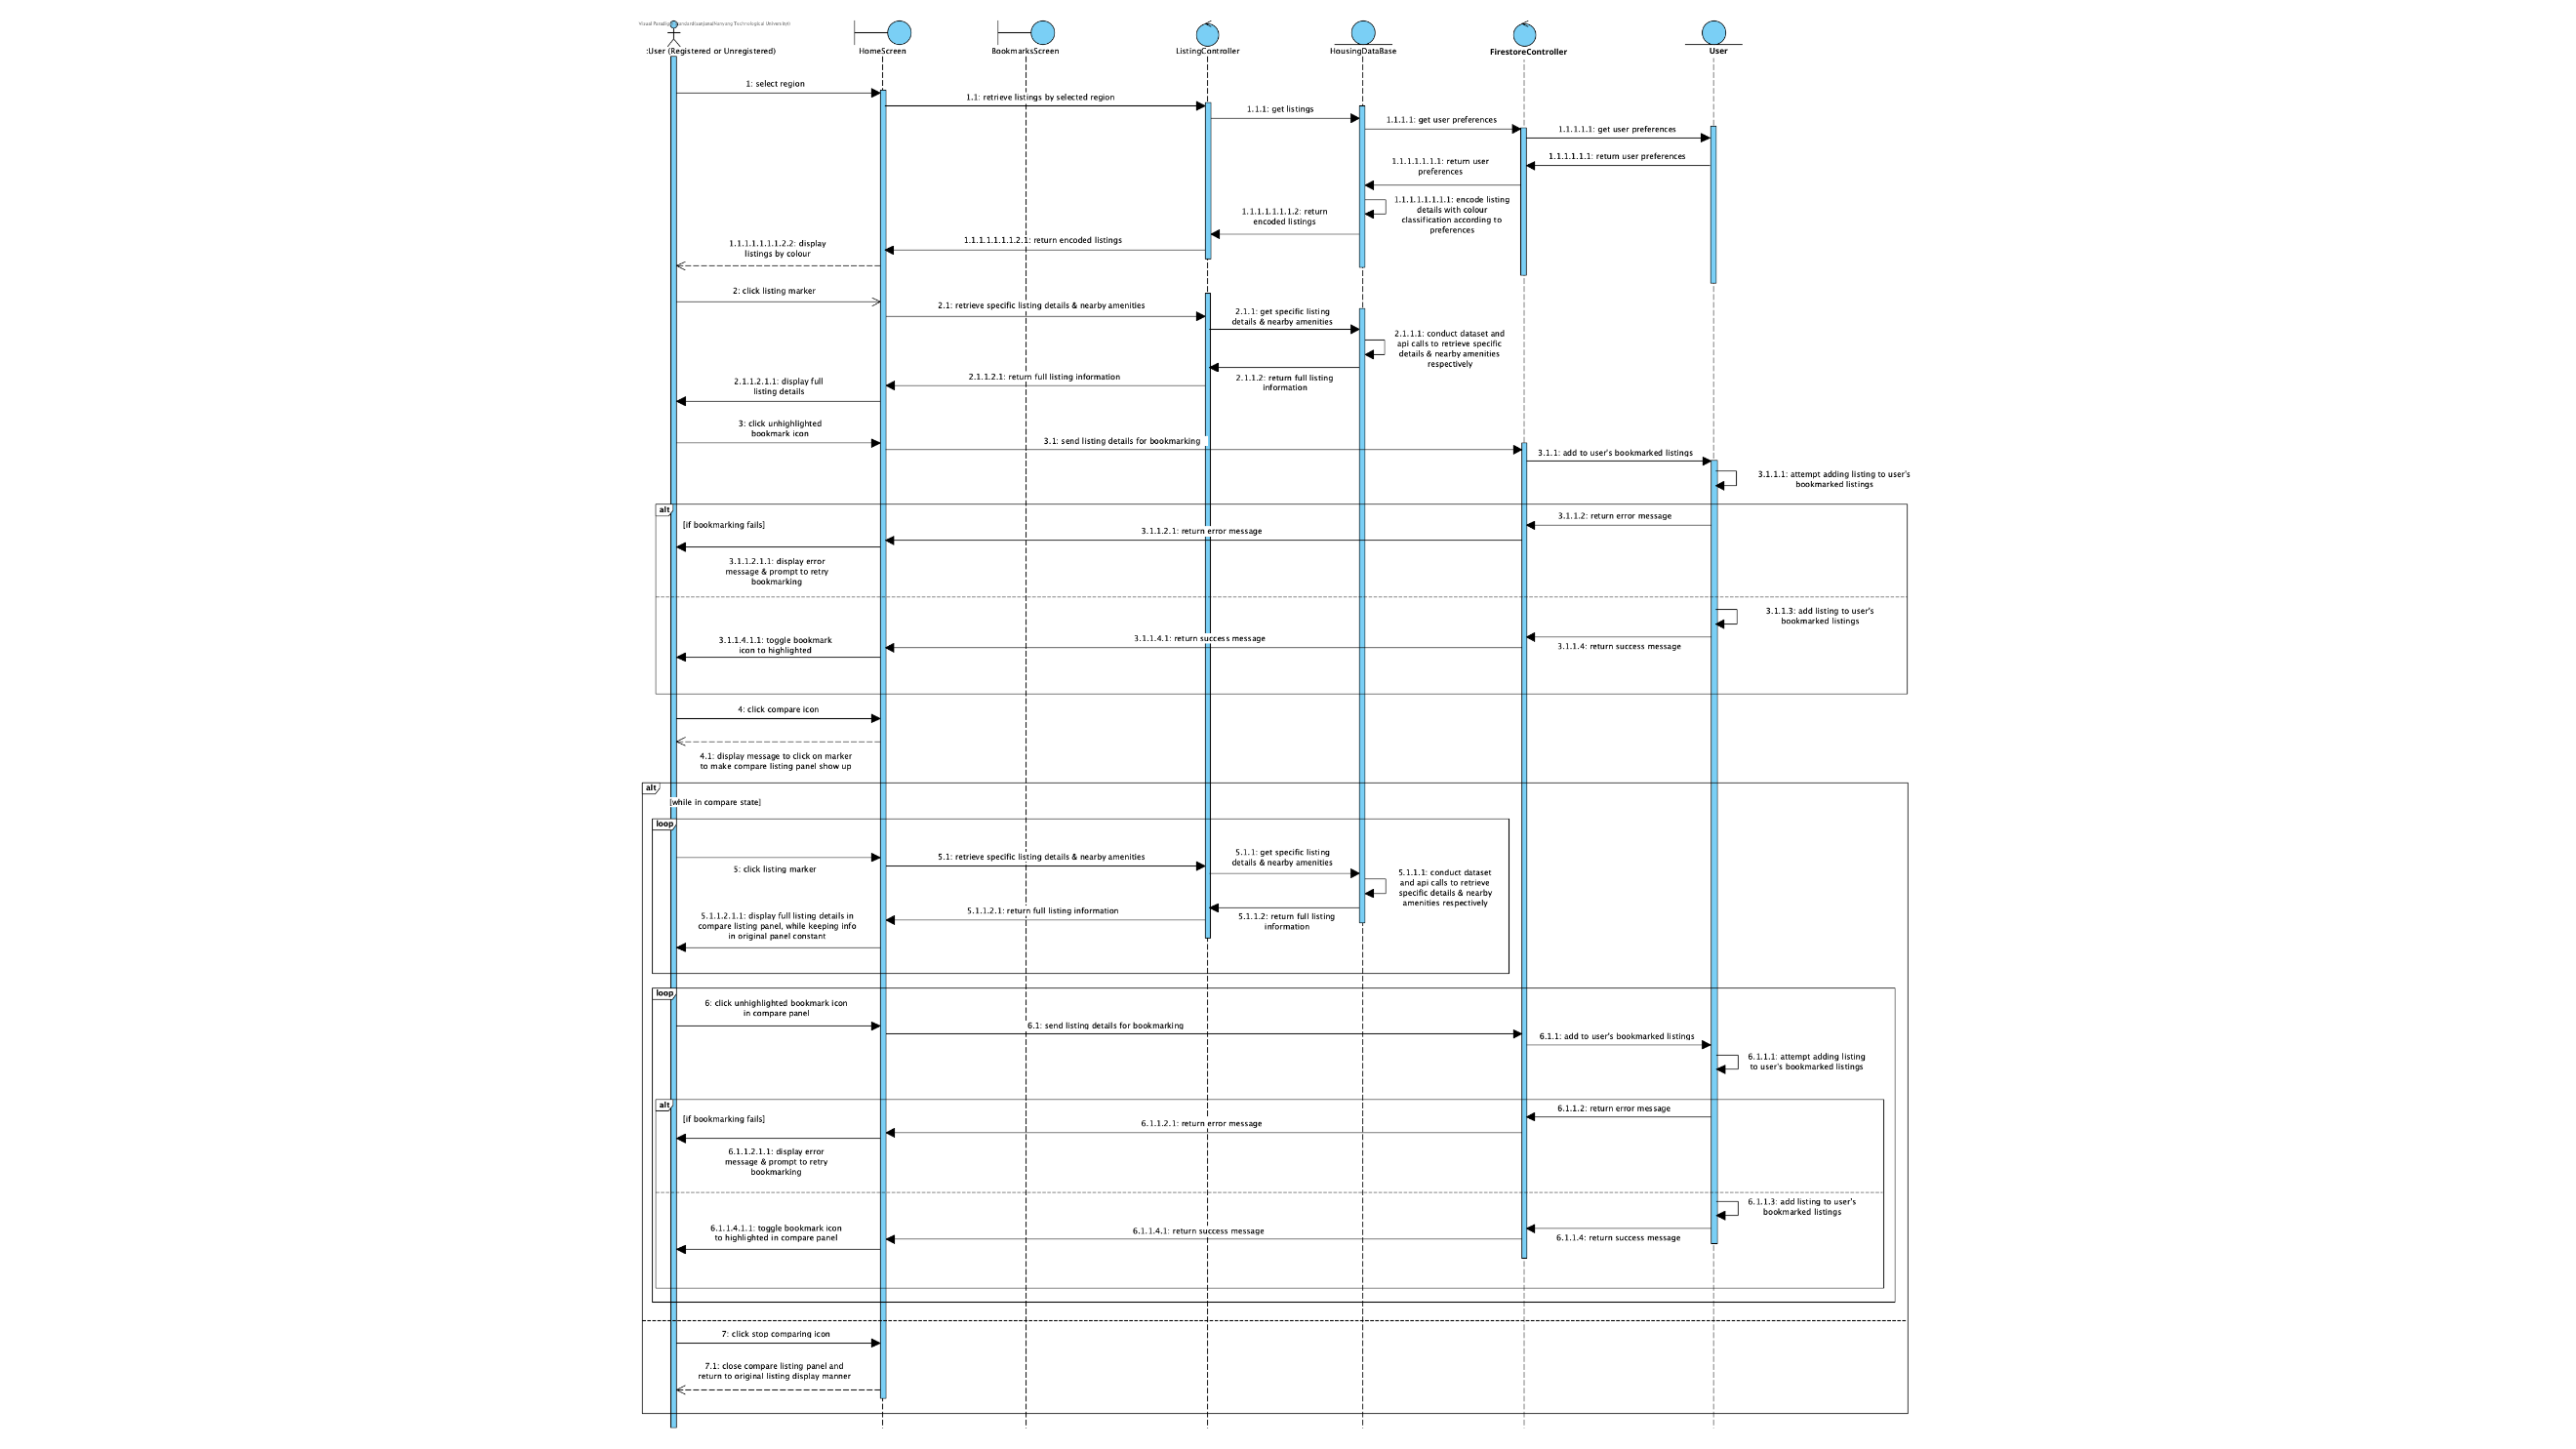 :User (Registered or Unregistered)
HomeScreen
BookmarksScreen
ListingController
HousingDataBase
FirestoreController
User
1: select region
1.1: retrieve listings by selected region
1.1.1: get listings
1.1.1.1: get user preferences
1.1.1.1.1: get user preferences
1.1.1.1.1.1: return user preferences
1.1.1.1.1.1.1: return user
preferences
1.1.1.1.1.1.1.1: encode listing
details with colour
classification according to
preferences
1.1.1.1.1.1.1.2: return
encoded listings
1.1.1.1.1.1.1.2.1: return encoded listings
1.1.1.1.1.1.1.2.2: display
listings by colour
2: click listing marker
2.1: retrieve specific listing details & nearby amenities
2.1.1: get specific listing
details & nearby amenities
2.1.1.1: conduct dataset and
api calls to retrieve specific
details & nearby amenities
respectively
2.1.1.2: return full listing
information
2.1.1.2.1: return full listing information
2.1.1.2.1.1: display full
listing details
3: click unhighlighted
bookmark icon
3.1: send listing details for bookmarking
3.1.1: add to user's bookmarked listings
3.1.1.1: attempt adding listing to user's
bookmarked listings
alt
[if bookmarking fails]
3.1.1.2: return error message
3.1.1.2.1: return error message
3.1.1.2.1.1: display error
message & prompt to retry
bookmarking
3.1.1.3: add listing to user's
bookmarked listings
3.1.1.4: return success message
3.1.1.4.1: return success message
3.1.1.4.1.1: toggle bookmark
icon to highlighted
4: click compare icon
4.1: display message to click on marker
to make compare listing panel show up
alt
[while in compare state]
loop
5: click listing marker
5.1: retrieve specific listing details & nearby amenities
5.1.1: get specific listing
details & nearby amenities
5.1.1.1: conduct dataset
and api calls to retrieve
specific details & nearby
amenities respectively
5.1.1.2: return full listing
information
5.1.1.2.1: return full listing information
5.1.1.2.1.1: display full listing details in
compare listing panel, while keeping info
in original panel constant
loop
6: click unhighlighted bookmark icon
in compare panel
6.1: send listing details for bookmarking
6.1.1: add to user's bookmarked listings
6.1.1.1: attempt adding listing
to user's bookmarked listings
alt
[if bookmarking fails]
6.1.1.2: return error message
6.1.1.2.1: return error message
6.1.1.2.1.1: display error
message & prompt to retry
bookmarking
6.1.1.3: add listing to user's
bookmarked listings
6.1.1.4: return success message
6.1.1.4.1: return success message
6.1.1.4.1.1: toggle bookmark icon
to highlighted in compare panel
7: click stop comparing icon
7.1: close compare listing panel and
return to original listing display manner